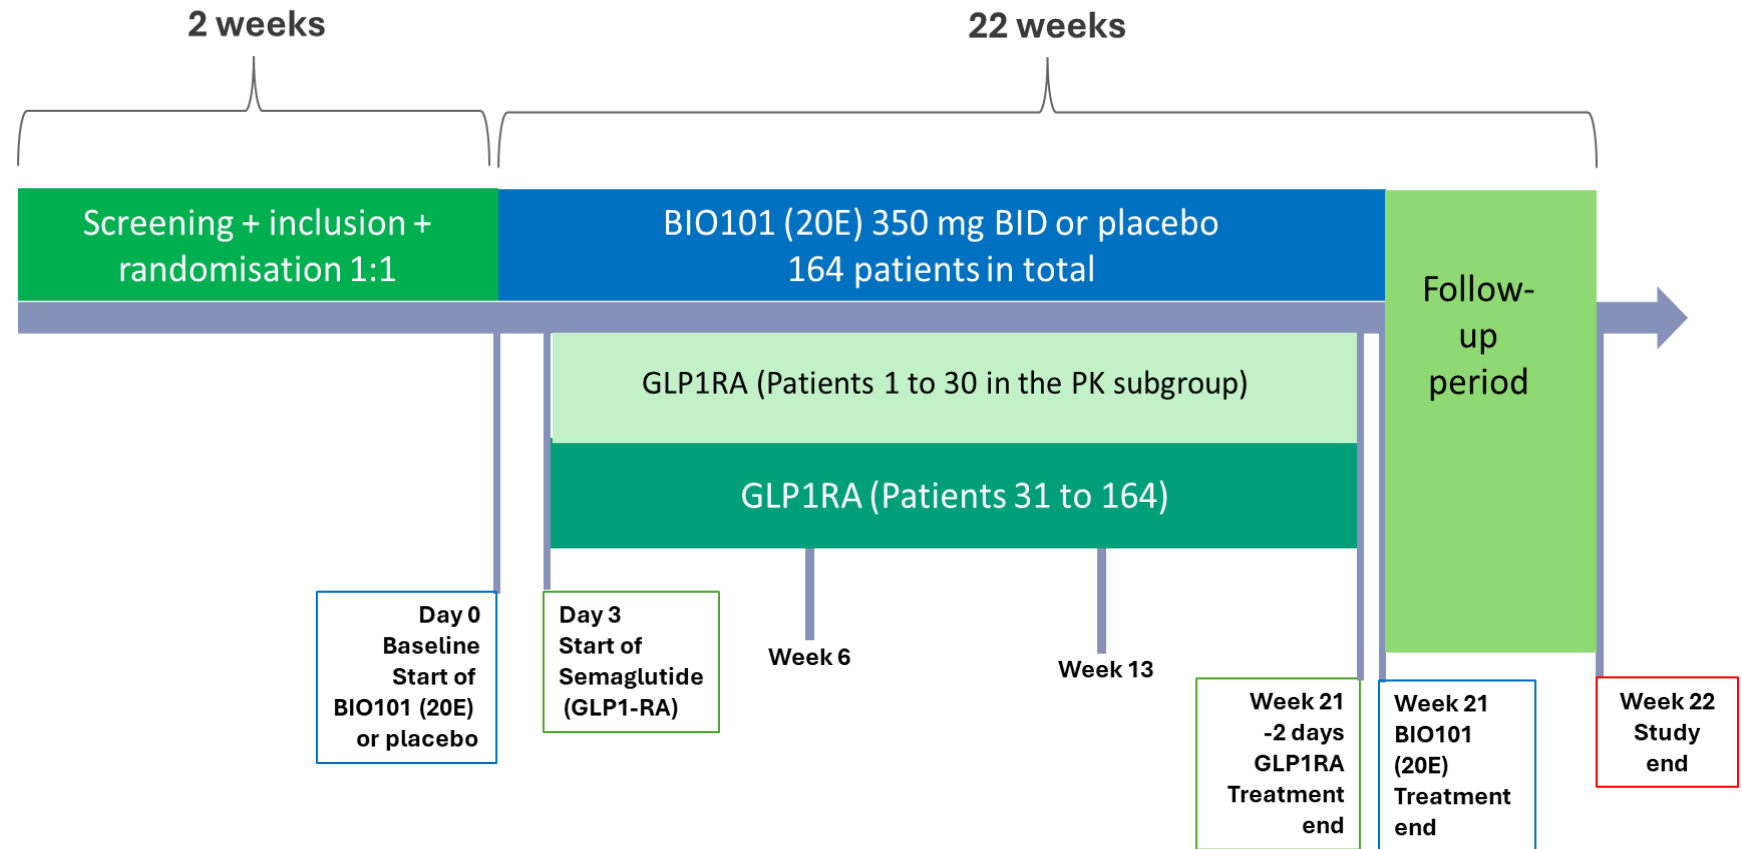 2 weeks
22 weeks
Screening + inclusion +
randomisation 1:1
BIO101 (20E) 350 mg BID or placebo
164 patients in total
Follow-
up
period
GLP1RA (Patients 1 to 30 in the PK subgroup)
GLP1RA (Patients 31 to 164)
Day 0
Baseline
Start of
BIO101 (20E)
or placebo
Day 3
Start of
Semaglutide
(GLP1-RA)
Week 6
Week 13
Week 21
-2 days
GLP1RA
Treatment
end
Week 21
BIO101
(20E)
Treatment
end
Week 22
Study
end